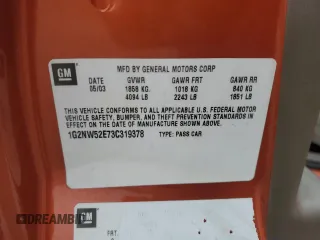 GM
MFD BY GENERAL MOTORS CORP
DATE GVWR GAWR FRT GAWR RR
05/03 1858 KG. 1018 KG 840 KG
4094 LB 2243 LB 1851 LB
THIS VEHICLE CONFORMS TO ALL APPLICABLE U.S. FEDERAL MOTOR
VEHICLE SAFETY, BUMPER, AND THEFT PREVENTION STANDARDS IN
EFFECT ON THE DATE OF MANUFACTURE SHOWN ABOVE.
1G2NW52E73C319378 TYPE: PASS CAR
GM
FRT.
DREAMBID